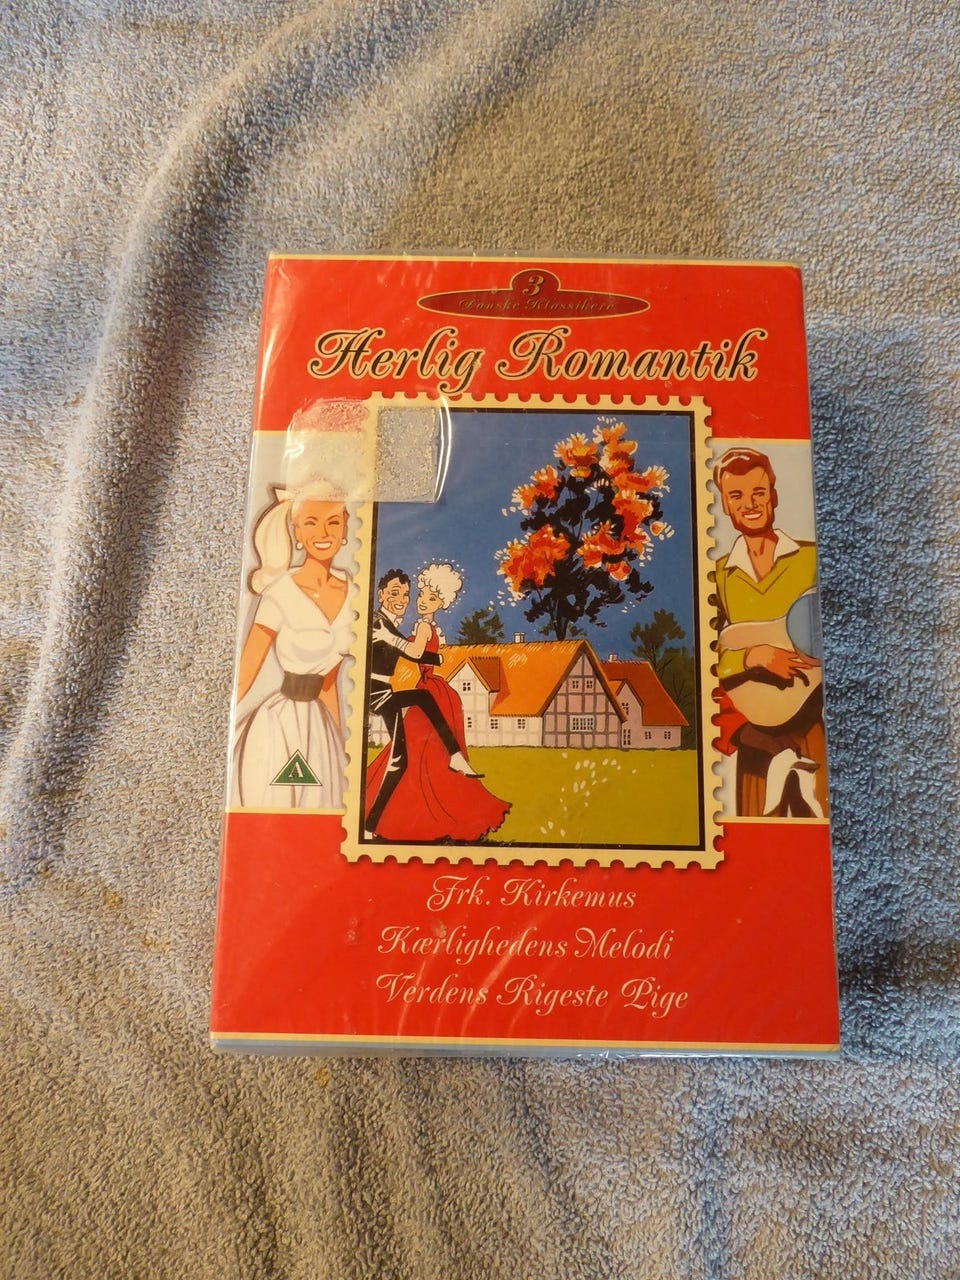 3
Danske Klassikere
Herlig Romantik
A
Frk. Kirkemus
Kærlighedens Melodi
Verdens Rigeste Pige